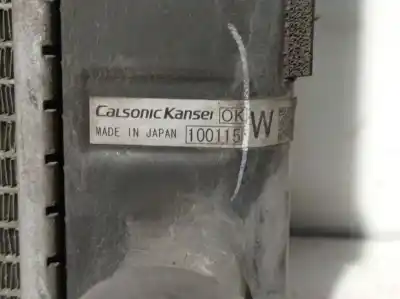 CalsonicKansei OK W
MADE IN JAPAN 100115